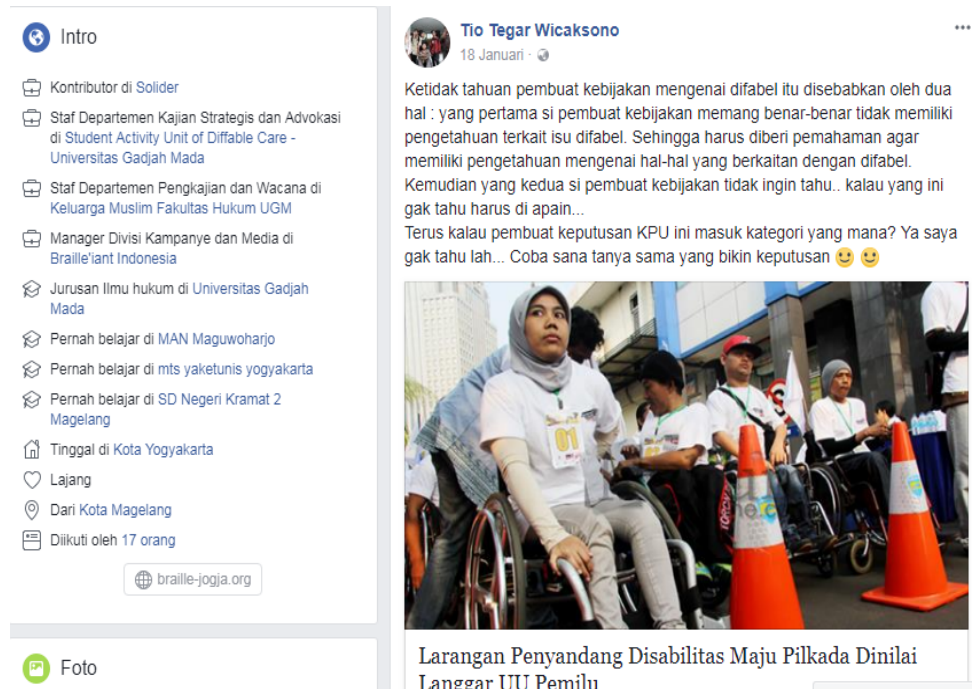 Intro
Kontributor di Solider
Staf Departemen Kajian Strategis dan Advokasi
di Student Activity Unit of Diffable Care -
Universitas Gadjah Mada
Staf Departemen Pengkajian dan Wacana di
Keluarga Muslim Fakultas Hukum UGM
Manager Divisi Kampanye dan Media di
Braille'iant Indonesia
Jurusan Ilmu hukum di Universitas Gadjah
Mada
Pernah belajar di MAN Maguwoharjo
Pernah belajar di mts yaketunis yogyakarta
Pernah belajar di SD Negeri Kramat 2
Magelang
Tinggal di Kota Yogyakarta
Lajang
Dari Kota Magelang
Diikuti oleh 17 orang
braille-jogja.org
Foto
Tio Tegar Wicaksono
18 Januari ·
Ketidak tahuan pembuat kebijakan mengenai difabel itu disebabkan oleh dua
hal : yang pertama si pembuat kebijakan memang benar-benar tidak memiliki
pengetahuan terkait isu difabel. Sehingga harus diberi pemahaman agar
memiliki pengetahuan mengenai hal-hal yang berkaitan dengan difabel.
Kemudian yang kedua si pembuat kebijakan tidak ingin tahu.. kalau yang ini
gak tahu harus di apain...
Terus kalau pembuat keputusan KPU ini masuk kategori yang mana? Ya saya
gak tahu lah... Coba sana tanya sama yang bikin keputusan 🙂 🙂
01
Larangan Penyandang Disabilitas Maju Pilkada Dinilai
Langgar UU Pemilu